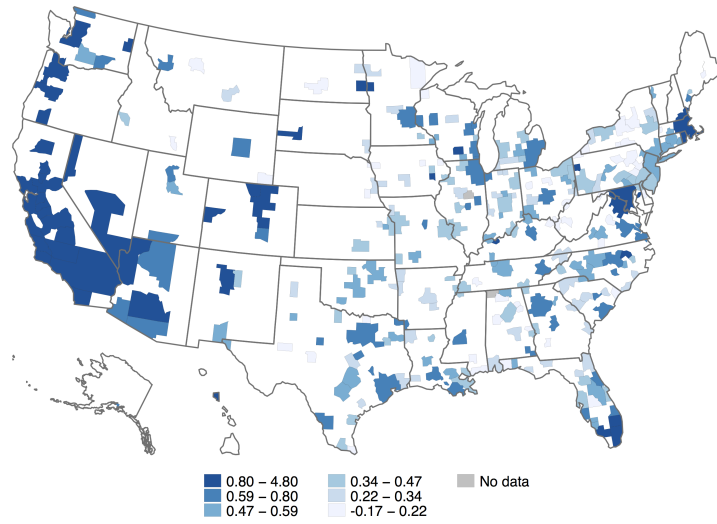 0.80 – 4.80 0.34 – 0.47 No data
0.59 – 0.80 0.22 – 0.34
0.47 – 0.59 -0.17 – 0.22